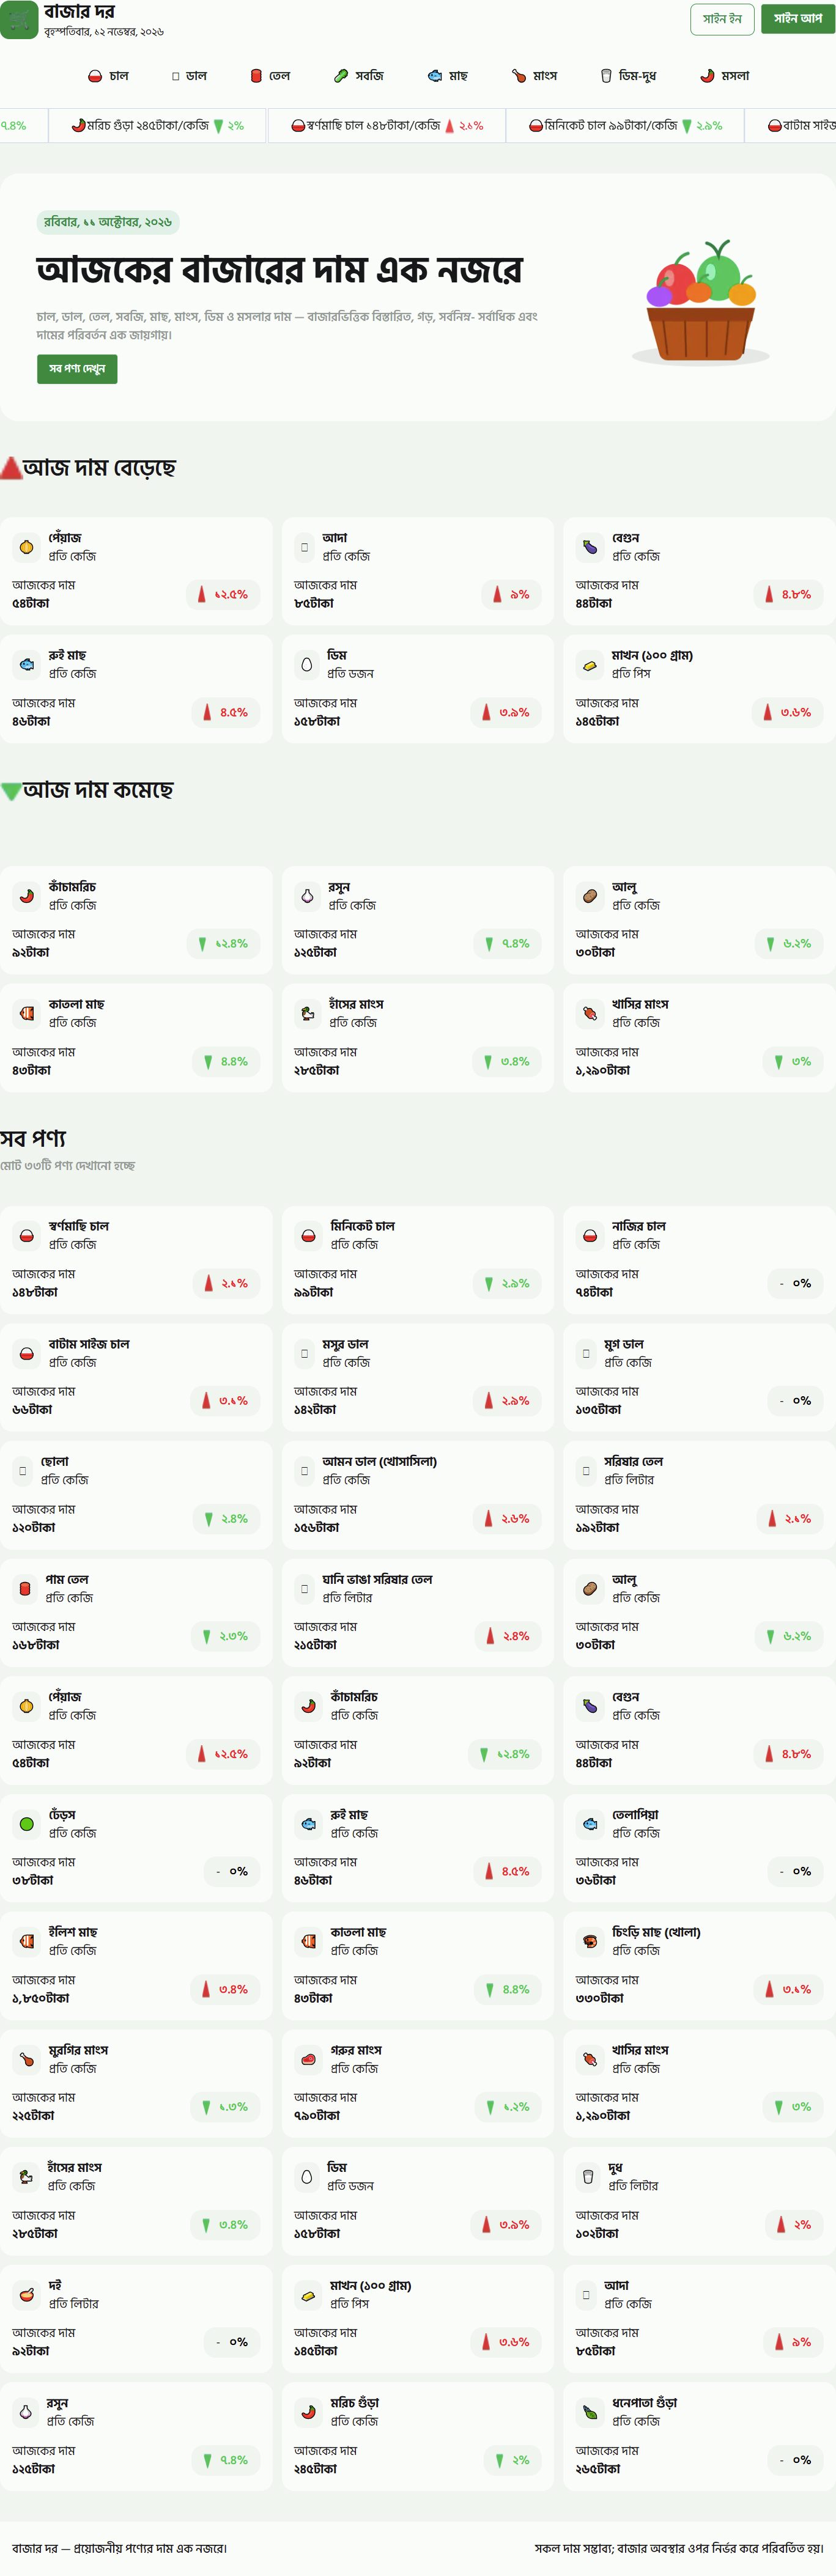 বাজার দর
বৃহস্পতিবার, ১২ নভেম্বর, ২০২৬
সাইন ইন
সাইন আপ
চাল
ডাল
তেল
সবজি
মাছ
মাংস
ডিম-দুধ
মসলা
৭.৪%
মরিচ গুঁড়া ২৪৫টাকা/কেজি ২%
স্বর্ণমাছি চাল ১৪৮টাকা/কেজি ২.১%
মিনিকেট চাল ৯৯টাকা/কেজি ২.৯%
বাটাম সাইজ
রবিবার, ১১ অক্টোবর, ২০২৬
আজকের বাজারের দাম এক নজরে
চাল, ডাল, তেল, সবজি, মাছ, মাংস, ডিম ও মসলার দাম — বাজারভিত্তিক বিস্তারিত, গড়, সর্বনিম্ন- সর্বাধিক এবং
দামের পরিবর্তন এক জায়গায়।
সব পণ্য দেখুন
আজ দাম বেড়েছে
পেঁয়াজ
প্রতি কেজি
আজকের দাম
৫৪টাকা
১২.৫%
আদা
প্রতি কেজি
আজকের দাম
৮৫টাকা
৯%
বেগুন
প্রতি কেজি
আজকের দাম
৪৪টাকা
৪.৮%
রুই মাছ
প্রতি কেজি
আজকের দাম
৪৬টাকা
৪.৫%
ডিম
প্রতি ডজন
আজকের দাম
১৫৮টাকা
৩.৯%
মাখন (১০০ গ্রাম)
প্রতি পিস
আজকের দাম
১৪৫টাকা
৩.৬%
আজ দাম কমেছে
কাঁচামরিচ
প্রতি কেজি
আজকের দাম
৯২টাকা
১২.৪%
রসুন
প্রতি কেজি
আজকের দাম
১২৫টাকা
৭.৪%
আলু
প্রতি কেজি
আজকের দাম
৩০টাকা
৬.২%
কাতলা মাছ
প্রতি কেজি
আজকের দাম
৪৩টাকা
৪.৪%
হাঁসের মাংস
প্রতি কেজি
আজকের দাম
২৮৫টাকা
৩.৪%
খাসির মাংস
প্রতি কেজি
আজকের দাম
১,২৯০টাকা
৩%
সব পণ্য
মোট ৩৩টি পণ্য দেখানো হচ্ছে
স্বর্ণমাছি চাল
প্রতি কেজি
আজকের দাম
১৪৮টাকা
২.১%
মিনিকেট চাল
প্রতি কেজি
আজকের দাম
৯৯টাকা
২.৯%
নাজির চাল
প্রতি কেজি
আজকের দাম
৭৪টাকা
- ০%
বাটাম সাইজ চাল
প্রতি কেজি
আজকের দাম
৬৬টাকা
৩.১%
মসুর ডাল
প্রতি কেজি
আজকের দাম
১৪২টাকা
২.৯%
মুগ ডাল
প্রতি কেজি
আজকের দাম
১৩৫টাকা
- ০%
ছোলা
প্রতি কেজি
আজকের দাম
১২০টাকা
২.৪%
আমন ডাল (খোসাসিলা)
প্রতি কেজি
আজকের দাম
১৫৬টাকা
২.৬%
সরিষার তেল
প্রতি লিটার
আজকের দাম
১৯২টাকা
২.১%
পাম তেল
প্রতি কেজি
আজকের দাম
১৬৮টাকা
২.৩%
ঘানি ভাঙা সরিষার তেল
প্রতি লিটার
আজকের দাম
২১৫টাকা
২.৪%
আলু
প্রতি কেজি
আজকের দাম
৩০টাকা
৬.২%
পেঁয়াজ
প্রতি কেজি
আজকের দাম
৫৪টাকা
১২.৫%
কাঁচামরিচ
প্রতি কেজি
আজকের দাম
৯২টাকা
১২.৪%
বেগুন
প্রতি কেজি
আজকের দাম
৪৪টাকা
৪.৮%
ঢেঁড়স
প্রতি কেজি
আজকের দাম
৩৮টাকা
- ০%
রুই মাছ
প্রতি কেজি
আজকের দাম
৪৬টাকা
৪.৫%
তেলাপিয়া
প্রতি কেজি
আজকের দাম
৩৬টাকা
- ০%
ইলিশ মাছ
প্রতি কেজি
আজকের দাম
১,৮৫০টাকা
৩.৪%
কাতলা মাছ
প্রতি কেজি
আজকের দাম
৪৩টাকা
৪.৪%
চিংড়ি মাছ (খোলা)
প্রতি কেজি
আজকের দাম
৩৩০টাকা
৩.১%
মুরগির মাংস
প্রতি কেজি
আজকের দাম
২২৫টাকা
১.৩%
গরুর মাংস
প্রতি কেজি
আজকের দাম
৭৯০টাকা
১.২%
খাসির মাংস
প্রতি কেজি
আজকের দাম
১,২৯০টাকা
৩%
হাঁসের মাংস
প্রতি কেজি
আজকের দাম
২৮৫টাকা
৩.৪%
ডিম
প্রতি ডজন
আজকের দাম
১৫৮টাকা
৩.৯%
দুধ
প্রতি লিটার
আজকের দাম
১০২টাকা
২%
দই
প্রতি লিটার
আজকের দাম
৯২টাকা
- ০%
মাখন (১০০ গ্রাম)
প্রতি পিস
আজকের দাম
১৪৫টাকা
৩.৬%
আদা
প্রতি কেজি
আজকের দাম
৮৫টাকা
৯%
রসুন
প্রতি কেজি
আজকের দাম
১২৫টাকা
৭.৪%
মরিচ গুঁড়া
প্রতি কেজি
আজকের দাম
২৪৫টাকা
২%
ধনেপাতা গুঁড়া
প্রতি কেজি
আজকের দাম
২৬৫টাকা
- ০%
বাজার দর — প্রয়োজনীয় পণ্যের দাম এক নজরে।
সকল দাম সম্ভাব্য; বাজার অবস্থার ওপর নির্ভর করে পরিবর্তিত হয়।